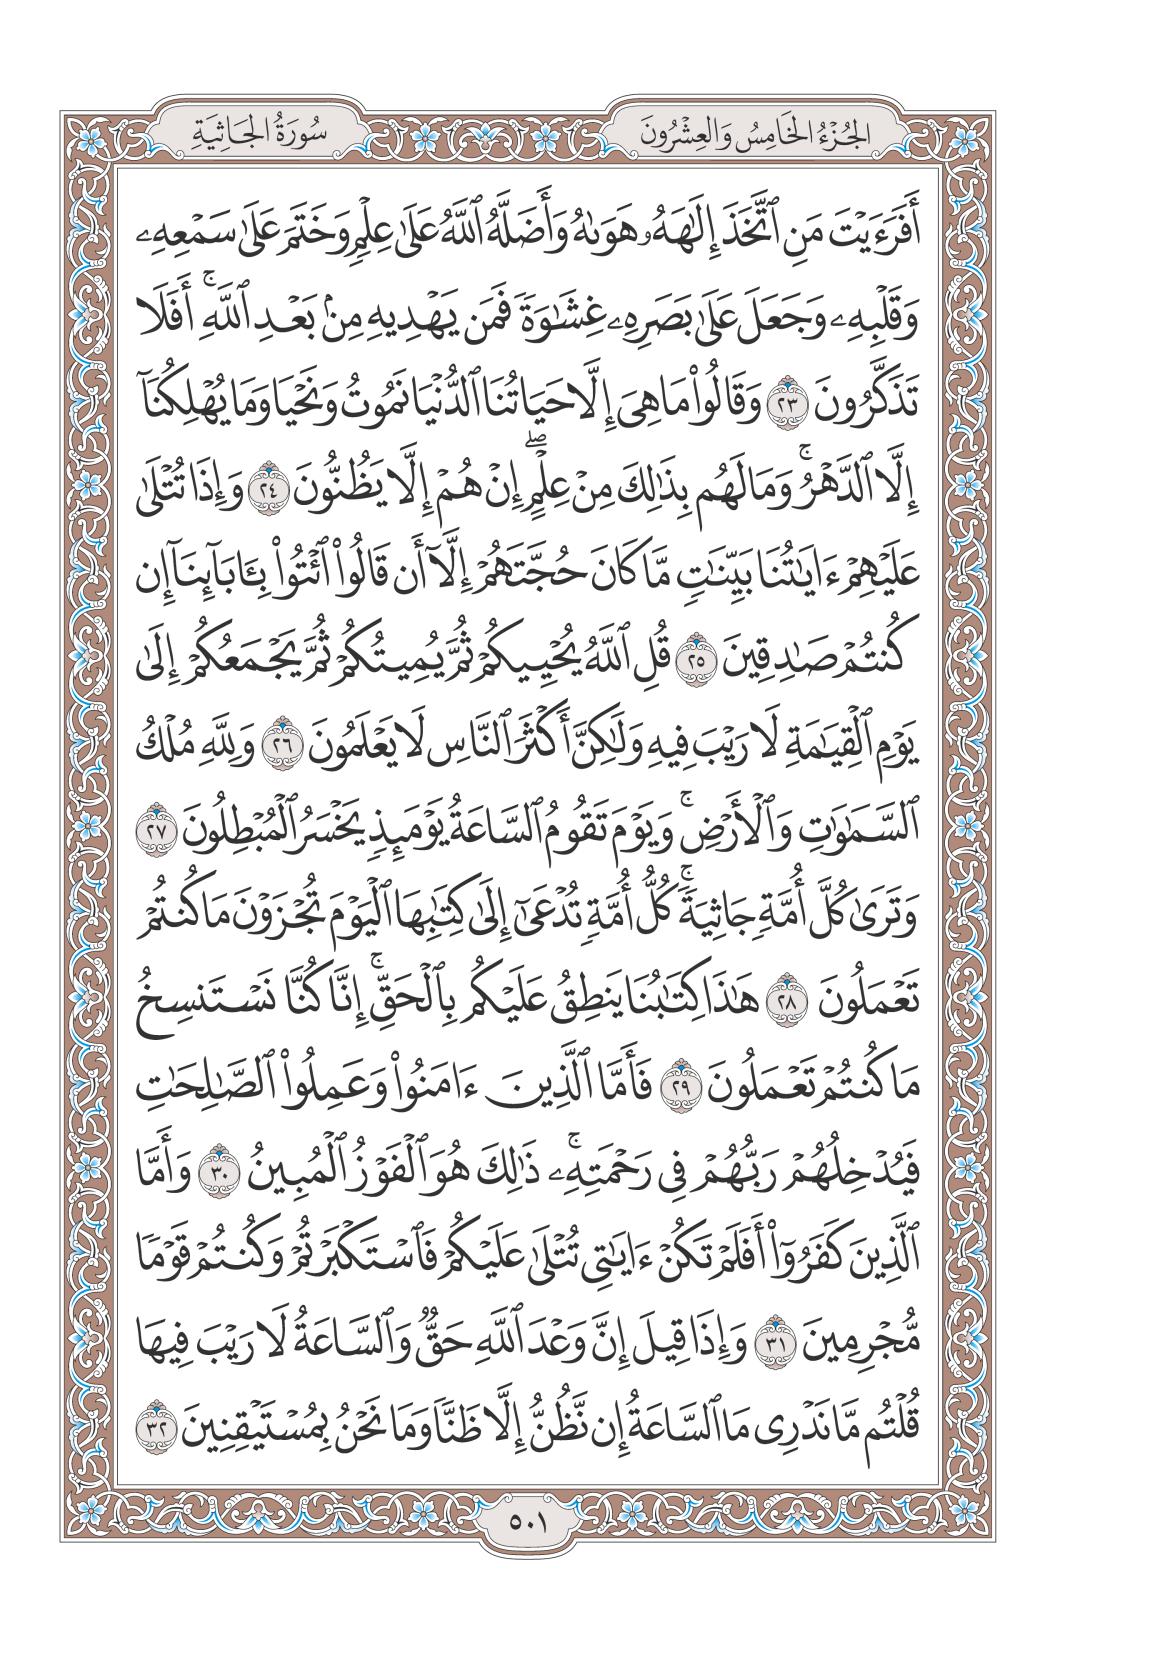 الجُزْءُ الخَامِسُ وَالعِشْرُونَ
سُورَةُ الجَاثِيَةِ
أَفَرَءَيْتَ مَنِ ٱتَّخَذَ إِلَٰهَهُۥ هَوَىٰهُ وَأَضَلَّهُ ٱللَّهُ عَلَىٰ عِلْمٍ وَخَتَمَ عَلَىٰ سَمْعِهِۦ
وَقَلْبِهِۦ وَجَعَلَ عَلَىٰ بَصَرِهِۦ غِشَٰوَةً فَمَن يَهْدِيهِ مِنۢ بَعْدِ ٱللَّهِۚ أَفَلَا
تَذَكَّرُونَ ٢٣ وَقَالُوا۟ مَا هِىَ إِلَّا حَيَاتُنَا ٱلدُّنْيَا نَمُوتُ وَنَحْيَا وَمَا يُهْلِكُنَآ
إِلَّا ٱلدَّهْرُۚ وَمَا لَهُم بِذَٰلِكَ مِنْ عِلْمٍۖ إِنْ هُمْ إِلَّا يَظُنُّونَ ٢٤ وَإِذَا تُتْلَىٰ
عَلَيْهِمْ ءَايَٰتُنَا بَيِّنَٰتٍ مَّا كَانَ حُجَّتَهُمْ إِلَّآ أَن قَالُوا۟ ٱئْتُوا۟ بِـَٔابَآئِنَآ إِن
كُنتُمْ صَٰدِقِينَ ٢٥ قُلِ ٱللَّهُ يُحْيِيكُمْ ثُمَّ يُمِيتُكُمْ ثُمَّ يَجْمَعُكُمْ إِلَىٰ
يَوْمِ ٱلْقِيَٰمَةِ لَا رَيْبَ فِيهِ وَلَٰكِنَّ أَكْثَرَ ٱلنَّاسِ لَا يَعْلَمُونَ ٢٦ وَلِلَّهِ مُلْكُ
ٱلسَّمَٰوَٰتِ وَٱلْأَرْضِۚ وَيَوْمَ تَقُومُ ٱلسَّاعَةُ يَوْمَئِذٍ يَخْسَرُ ٱلْمُبْطِلُونَ ٢٧
وَتَرَىٰ كُلَّ أُمَّةٍ جَاثِيَةًۚ كُلُّ أُمَّةٍ تُدْعَىٰٓ إِلَىٰ كِتَٰبِهَا ٱلْيَوْمَ تُجْزَوْنَ مَا كُنتُمْ
تَعْمَلُونَ ٢٨ هَٰذَا كِتَٰبُنَا يَنطِقُ عَلَيْكُم بِٱلْحَقِّۚ إِنَّا كُنَّا نَسْتَنسِخُ
مَا كُنتُمْ تَعْمَلُونَ ٢٩ فَأَمَّا ٱلَّذِينَ ءَامَنُوا۟ وَعَمِلُوا۟ ٱلصَّٰلِحَٰتِ
فَيُدْخِلُهُمْ رَبُّهُمْ فِى رَحْمَتِهِۦۚ ذَٰلِكَ هُوَ ٱلْفَوْزُ ٱلْمُبِينُ ٣٠ وَأَمَّا
ٱلَّذِينَ كَفَرُوٓا۟ أَفَلَمْ تَكُنْ ءَايَٰتِى تُتْلَىٰ عَلَيْكُمْ فَٱسْتَكْبَرْتُمْ وَكُنتُمْ قَوْمًا
مُّجْرِمِينَ ٣١ وَإِذَا قِيلَ إِنَّ وَعْدَ ٱللَّهِ حَقٌّ وَٱلسَّاعَةُ لَا رَيْبَ فِيهَا
قُلْتُم مَّا نَدْرِى مَا ٱلسَّاعَةُ إِن نَّظُنُّ إِلَّا ظَنًّا وَمَا نَحْنُ بِمُسْتَيْقِنِينَ ٣٢
٥٠١